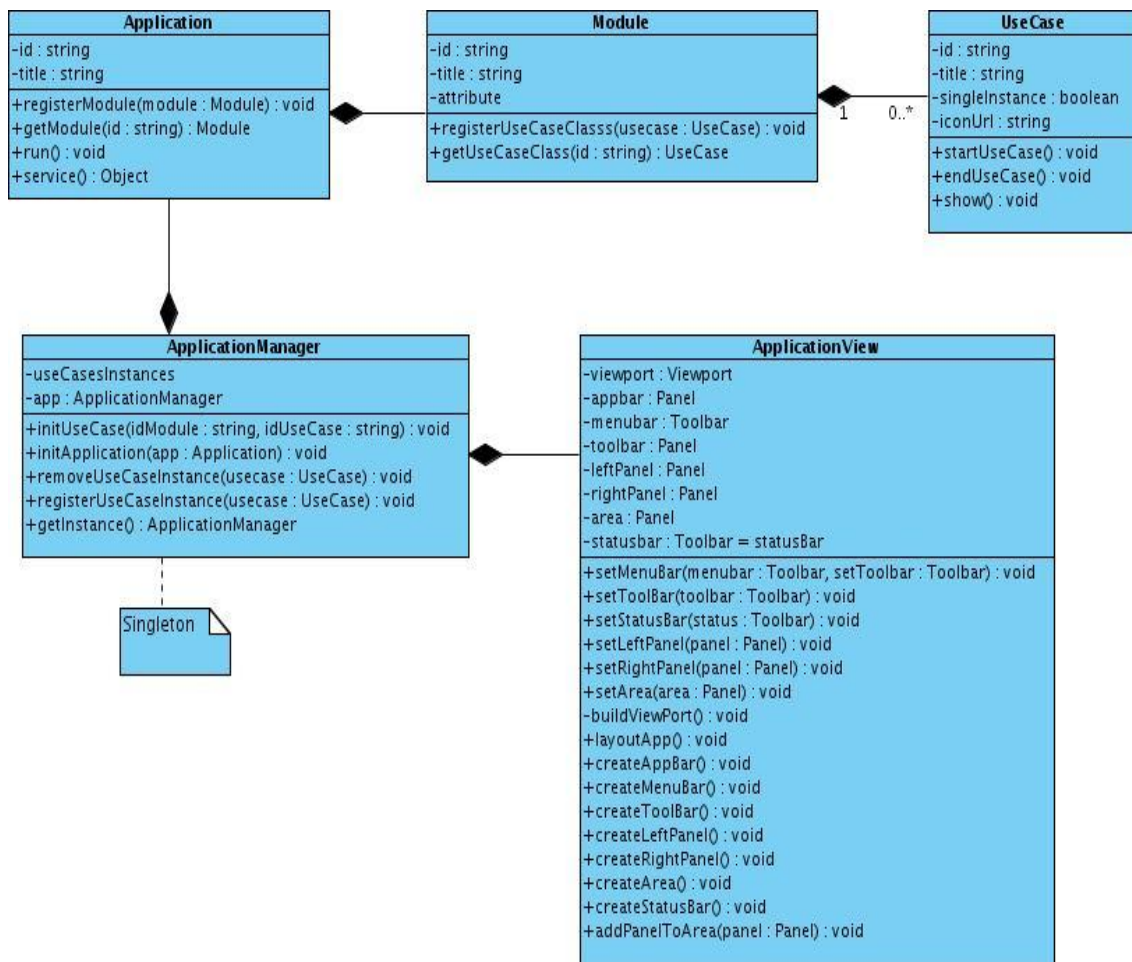 Application
-id : string
-title : string
+registerModule(module : Module) : void
+getModule(id : string) : Module
+run() : void
+service() : Object
Module
-id : string
-title : string
-attribute
+registerUseCaseClasss(usecase : UseCase) : void
+getUseCaseClass(id : string) : UseCase
1
0..*
UseCase
-id : string
-title : string
-singleInstance : boolean
-iconUrl : string
+startUseCase() : void
+endUseCase() : void
+show() : void
ApplicationManager
-useCasesInstances
-app : ApplicationManager
+initUseCase(idModule : string, idUseCase : string) : void
+initApplication(app : Application) : void
+removeUseCaseInstance(usecase : UseCase) : void
+registerUseCaseInstance(usecase : UseCase) : void
+getInstance() : ApplicationManager
Singleton
ApplicationView
-viewport : Viewport
-appbar : Panel
-menubar : Toolbar
-toolbar : Panel
-leftPanel : Panel
-rightPanel : Panel
-area : Panel
-statusbar : Toolbar = statusBar
+setMenuBar(menubar : Toolbar, setToolbar : Toolbar) : void
+setToolBar(toolbar : Toolbar) : void
+setStatusBar(status : Toolbar) : void
+setLeftPanel(panel : Panel) : void
+setRightPanel(panel : Panel) : void
+setArea(area : Panel) : void
-buildViewPort() : void
+layoutApp() : void
+createAppBar() : void
+createMenuBar() : void
+createToolBar() : void
+createLeftPanel() : void
+createRightPanel() : void
+createArea() : void
+createStatusBar() : void
+addPanelToArea(panel : Panel) : void